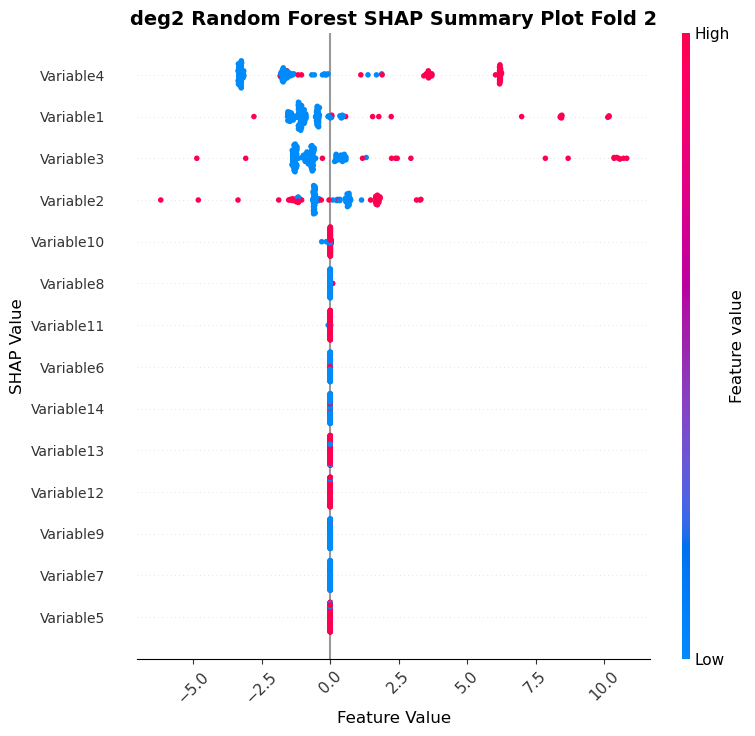 deg2 Random Forest SHAP Summary Plot Fold 2
High
Variable4
Variable1
Variable3
Variable2
Variable10
Variable8
Variable11
Variable6
Variable14
Variable13
Variable12
Variable9
Variable7
Variable5
SHAP Value
Feature value
Low
−5.0 −2.5 0.0 2.5 5.0 7.5 10.0
Feature Value